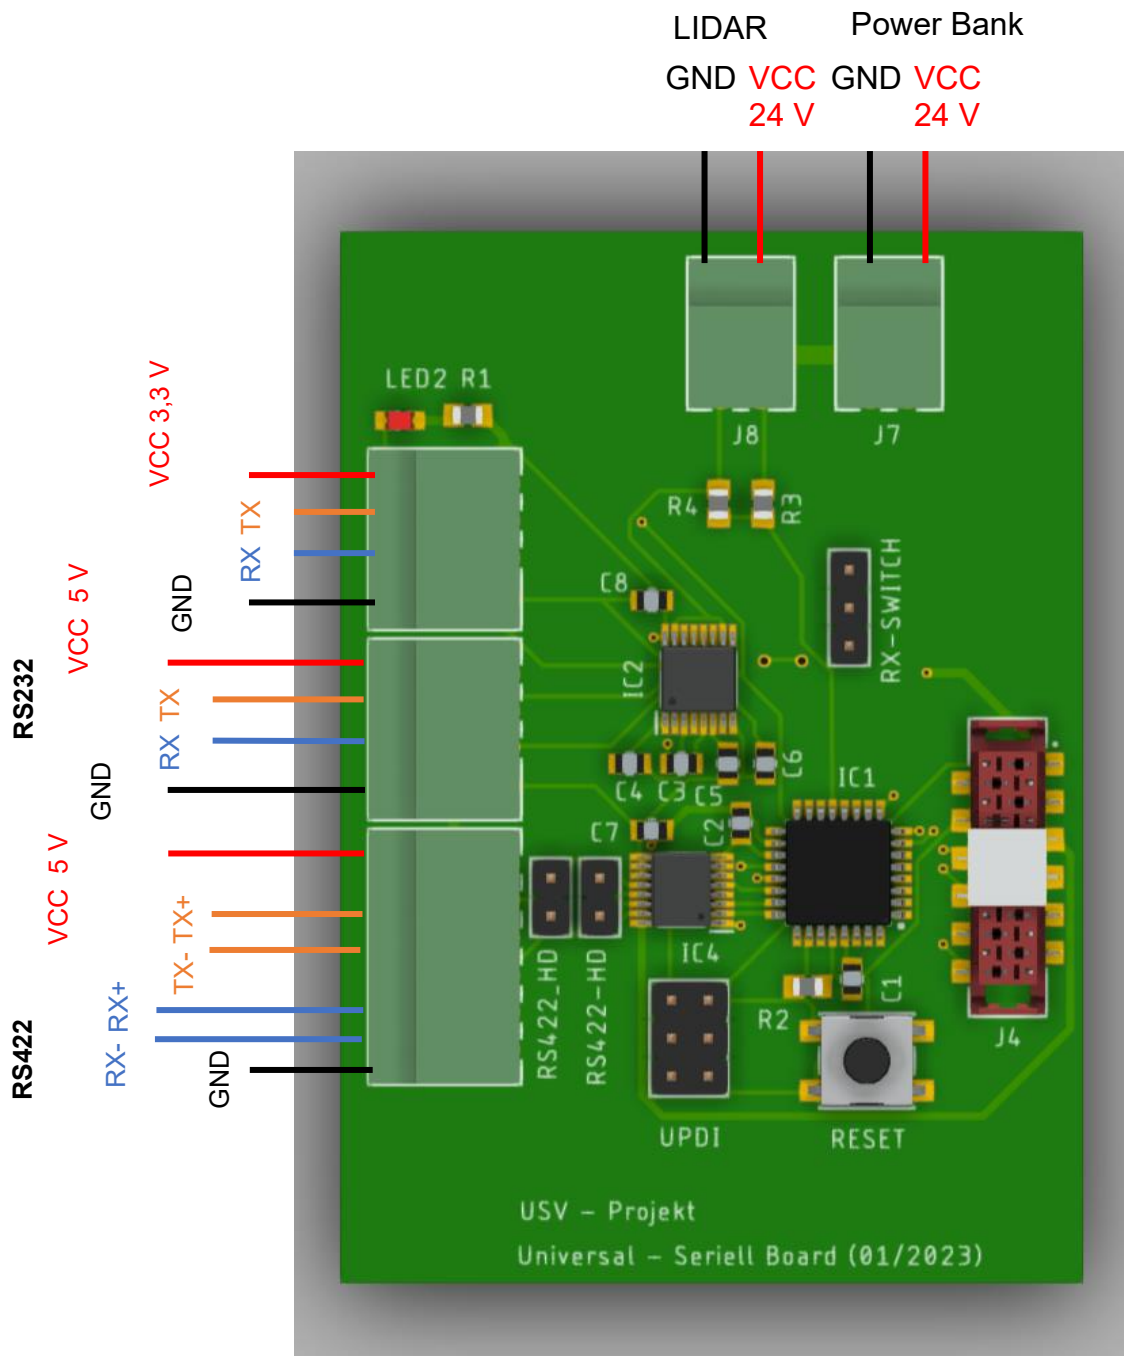 LIDAR
Power Bank
GND VCC GND VCC
24 V 24 V
LED2 R1
J8
J7
VCC 3,3 V
TX
RX
GND
R4
R3
RX-SWITCH
C8
IC2
RS232
VCC 5 V
TX
RX
GND
C4 C3 C5
C6
IC1
C7
C2
RS422
VCC 5 V
TX- TX+
RX- RX+
GND
RS422_HD
RS422-HD
IC4
R2
C1
J4
UPDI
RESET
USV – Projekt
Universal – Seriell Board (01/2023)